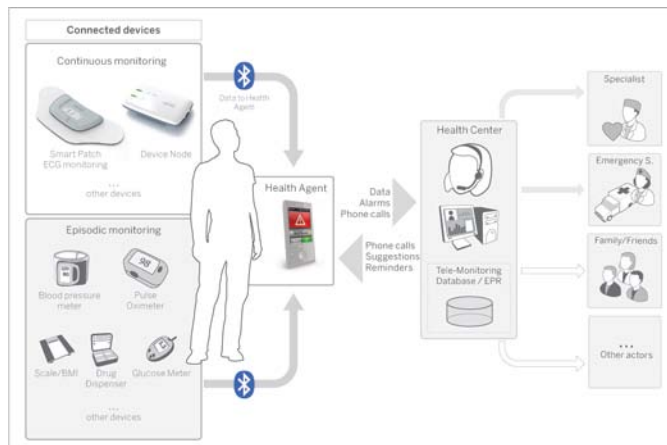 Connected devices
Continuous monitoring
Data to Health
Agent
Smart Patch
ECG monitoring
Device Node
...
other devices
Episodic monitoring
Blood pressure
meter
Pulse
Oximeter
Scale/BMI
Drug
Dispenser
Glucose Meter
...
other devices
Health Agent
Data
Alarms
Phone calls
Phone calls
Suggestions
Reminders
Health Center
Tele-Monitoring
Database / EPR
Specialist
Emergency S.
Family/Friends
...
Other actors